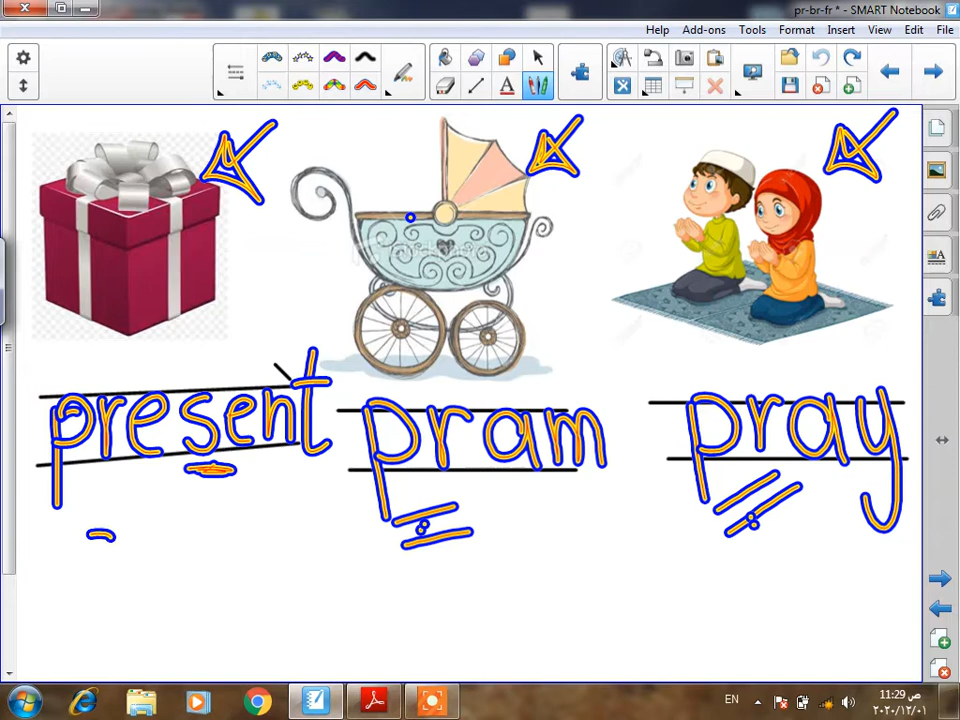 pr-br-fr * - SMART Notebook
Help Add-ons Tools Format Insert View Edit File
present pram pray
EN
11:29 ص
٢٠٢٠/١٢/٠١